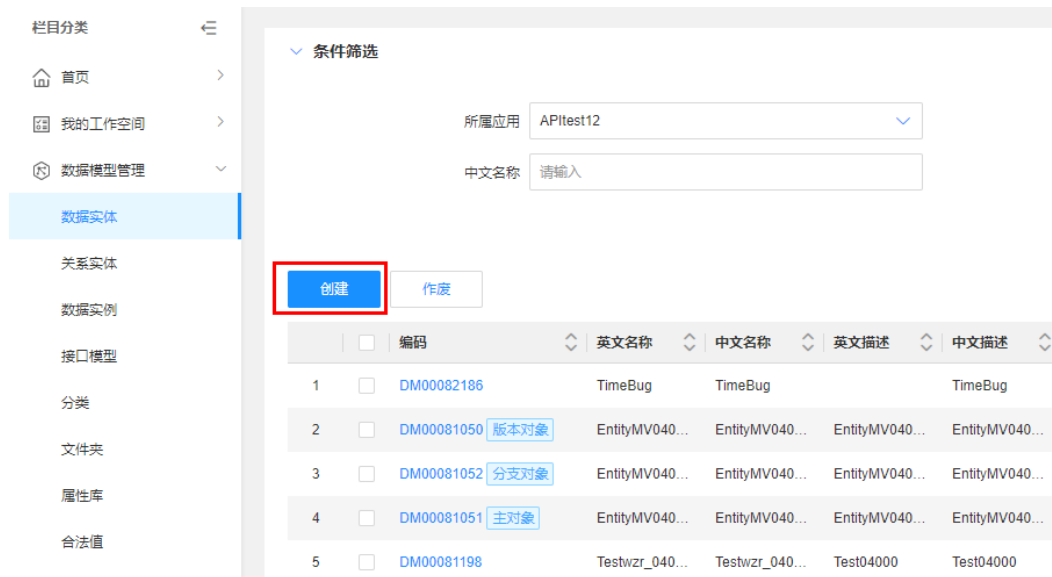 栏目分类
首页
我的工作空间
数据模型管理
数据实体
关系实体
数据实例
接口模型
分类
文件夹
属性库
合法值
条件筛选
所属应用 APItest12
中文名称 请输入
创建 作废
编码 英文名称 中文名称 英文描述 中文描述
1 DM00082186 TimeBug TimeBug TimeBug
2 DM00081050 版本对象 EntityMV040... EntityMV040... EntityMV040... EntityMV040...
3 DM00081052 分支对象 EntityMV040... EntityMV040... EntityMV040... EntityMV040...
4 DM00081051 主对象 EntityMV040... EntityMV040... EntityMV040... EntityMV040...
5 DM00081198 Testwzr_040... Testwzr_040... Test04000 Test04000